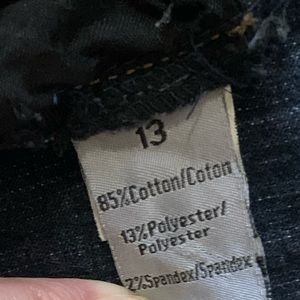 13
85%Cotton/Coton
13%Polyester/
Polyester
2%Spandex/Spandex